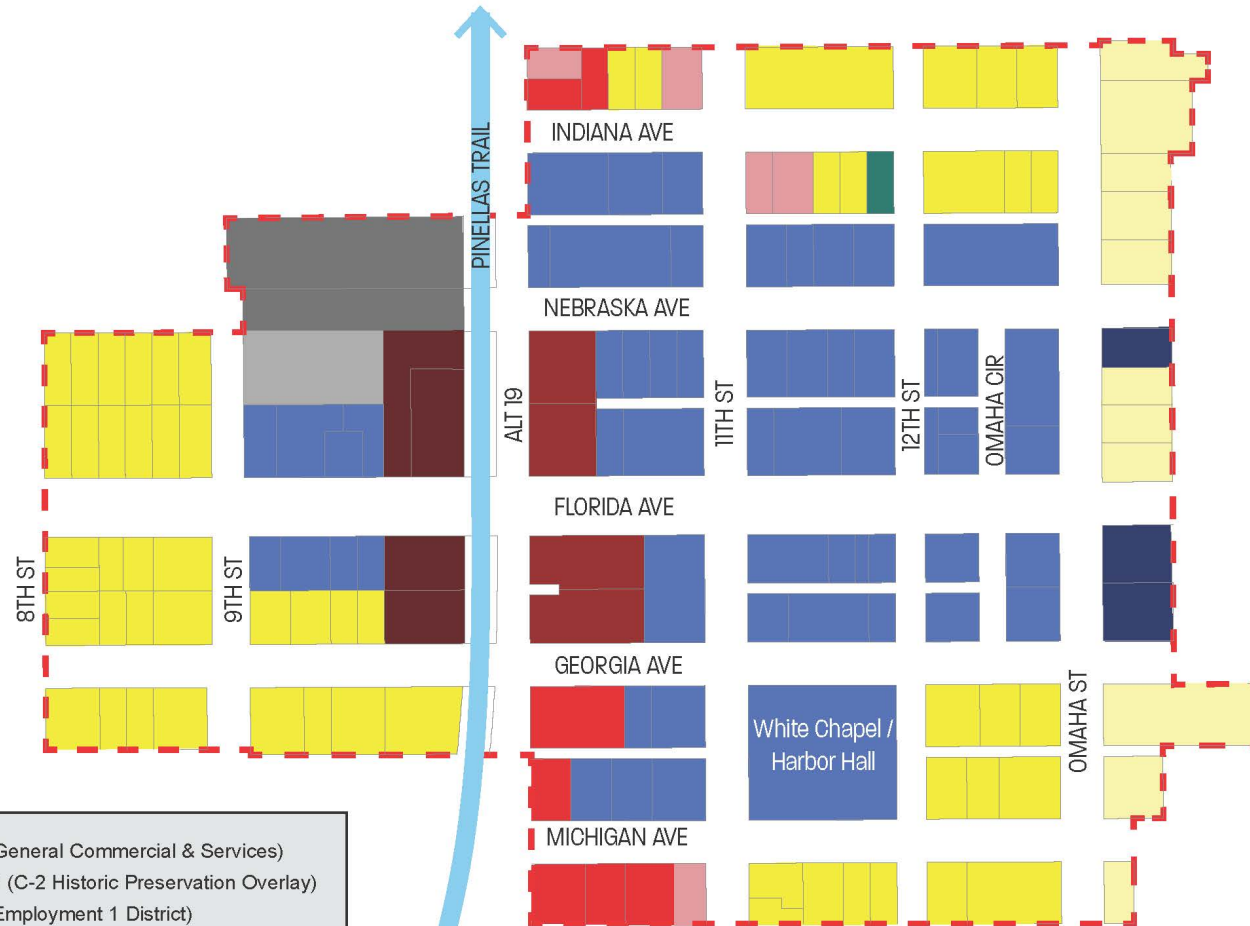 PINELLAS TRAIL
INDIANA AVE
NEBRASKA AVE
ALT 19
11TH ST
12TH ST
OMAHA CIR
FLORIDA AVE
8TH ST
9TH ST
GEORGIA AVE
OMAHA ST
White Chapel /
Harbor Hall
MICHIGAN AVE
General Commercial & Services)
(C-2 Historic Preservation Overlay)
Employment 1 District)